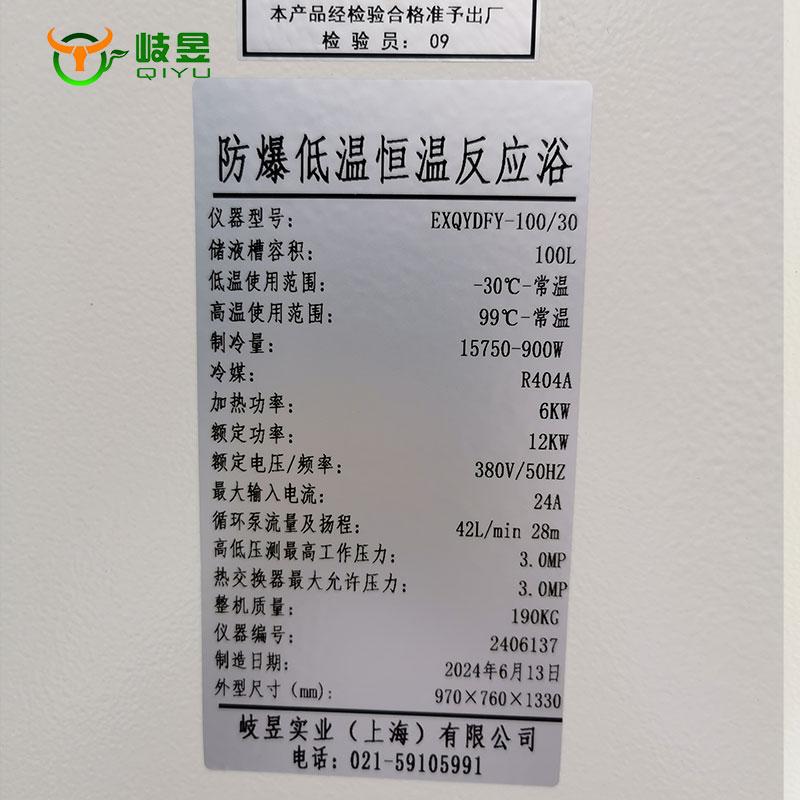 本产品经检验合格准予出厂
检验员：09
岐昱
QIYU
防爆低温恒温反应浴
仪器型号： EXQYDFY-100/30
储液槽容积： 100L
低温使用范围： -30℃-常温
高温使用范围： 99℃-常温
制冷量： 15750-900W
冷媒： R404A
加热功率： 6KW
额定功率： 12KW
额定电压/频率： 380V/50HZ
最大输入电流： 24A
循环泵流量及扬程： 42L/min 28m
高低压测最高工作压力： 3.0MP
热交换器最大允许压力： 3.0MP
整机质量： 190KG
仪器编号： 2406137
制造日期： 2024年6月13日
外型尺寸（mm）： 970×760×1330
岐昱实业（上海）有限公司
电话：021-59105991